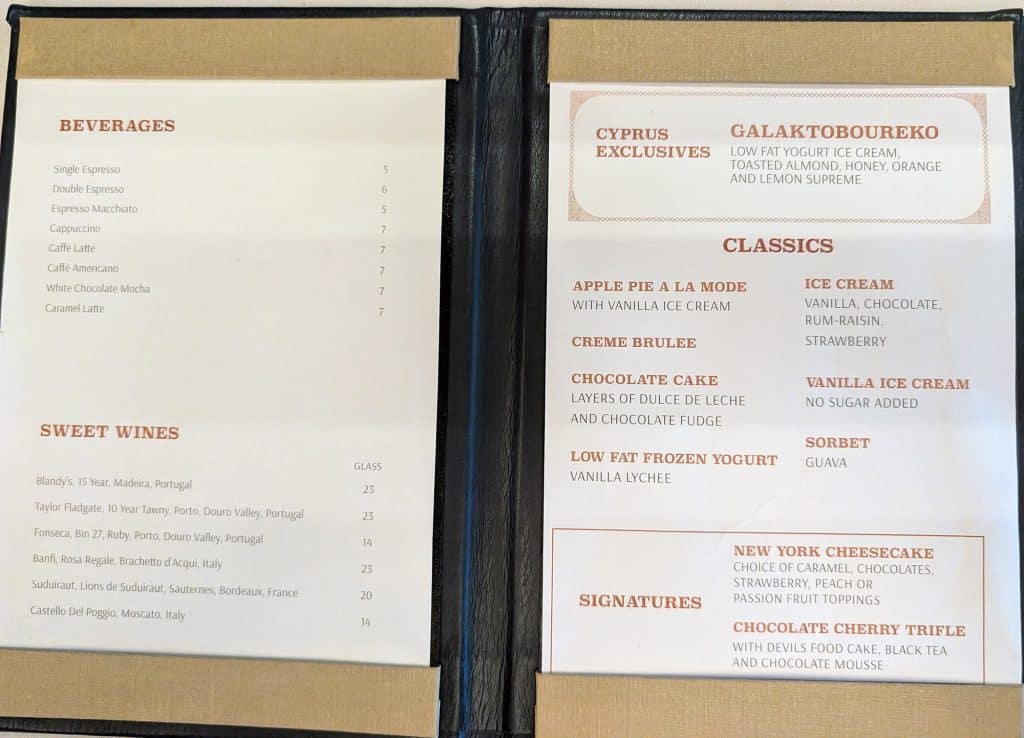 BEVERAGES
Single Espresso 5
Double Espresso 6
Espresso Macchiato 5
Cappuccino 7
Caffé Latte 7
Caffé Americano 7
White Chocolate Mocha 7
Caramel Latte 7
SWEET WINES
GLASS
Blandy's, 15 Year, Madeira, Portugal 23
Taylor Fladgate, 10 Year Tawny, Porto, Douro Valley, Portugal 23
Fonseca, Bin 27, Ruby, Porto, Douro Valley, Portugal 14
Banfi, Rosa Regale, Brachetto d'Acqui, Italy 23
Suduiraut, Lions de Suduiraut, Sauternes, Bordeaux, France 20
Castello Del Poggio, Moscato, Italy 14
CYPRUS
EXCLUSIVES
GALAKTOBOUREKO
LOW FAT YOGURT ICE CREAM,
TOASTED ALMOND, HONEY, ORANGE
AND LEMON SUPREME
CLASSICS
APPLE PIE A LA MODE
WITH VANILLA ICE CREAM
CREME BRULEE
CHOCOLATE CAKE
LAYERS OF DULCE DE LECHE
AND CHOCOLATE FUDGE
LOW FAT FROZEN YOGURT
VANILLA LYCHEE
ICE CREAM
VANILLA, CHOCOLATE,
RUM-RAISIN,
STRAWBERRY
VANILLA ICE CREAM
NO SUGAR ADDED
SORBET
GUAVA
SIGNATURES
NEW YORK CHEESECAKE
CHOICE OF CARAMEL, CHOCOLATES,
STRAWBERRY, PEACH OR
PASSION FRUIT TOPPINGS
CHOCOLATE CHERRY TRIFLE
WITH DEVILS FOOD CAKE, BLACK TEA
AND CHOCOLATE MOUSSE